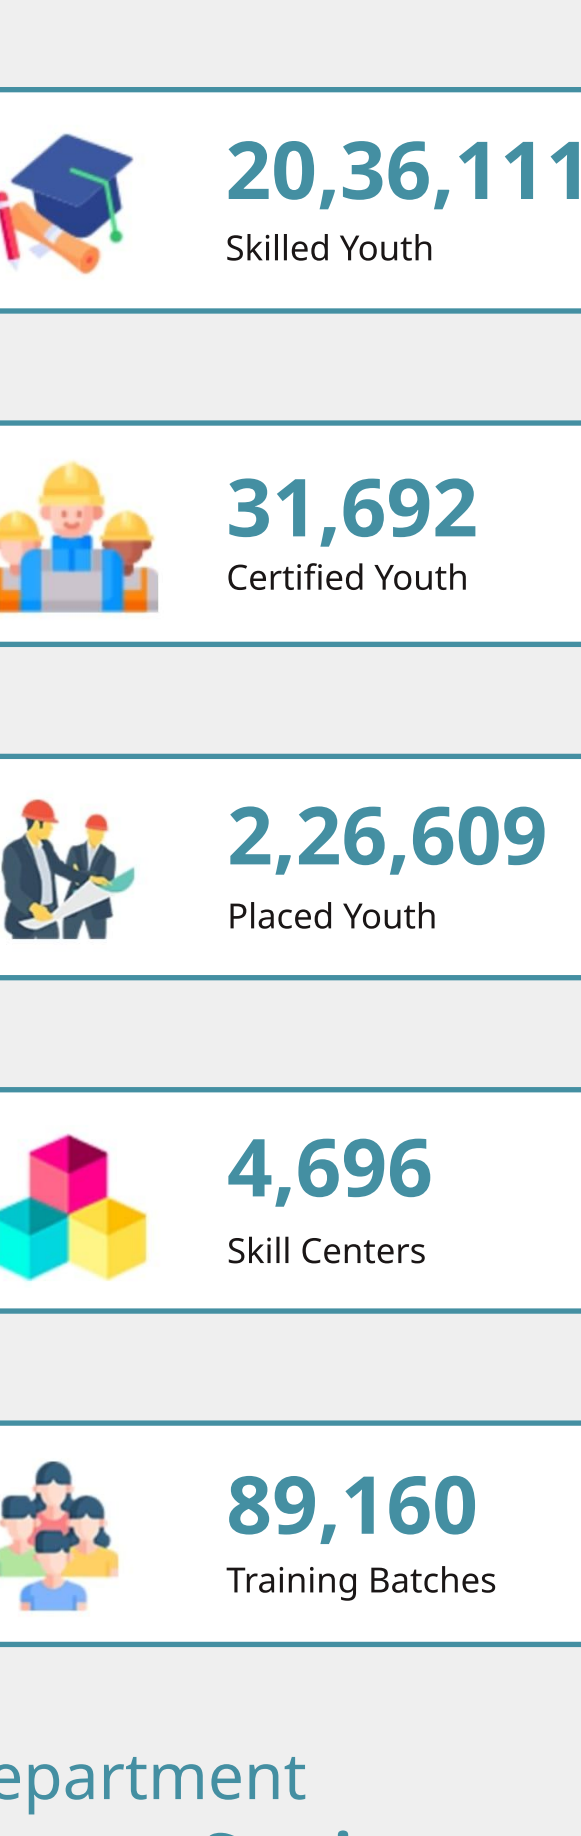 20,36,111
Skilled Youth
31,692
Certified Youth
2,26,609
Placed Youth
4,696
Skill Centers
89,160
Training Batches
epartment